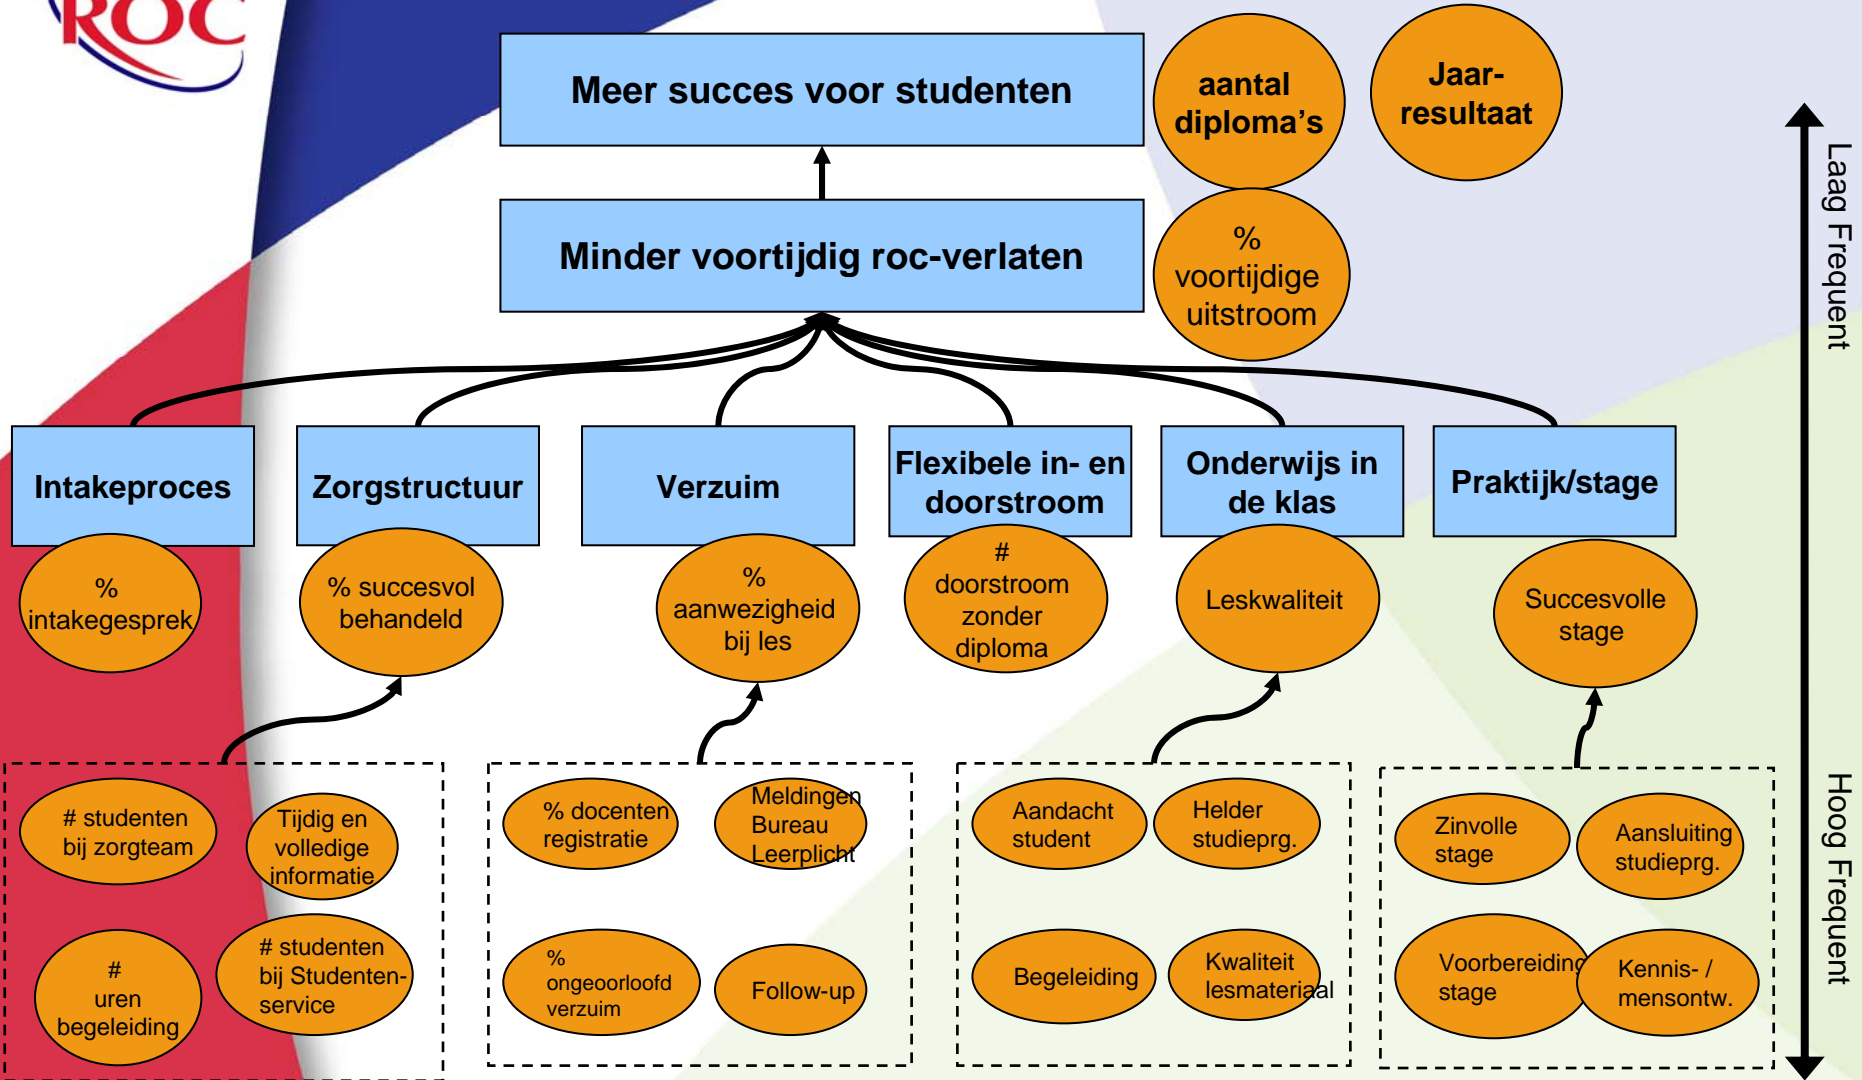 ROC
Meer succes voor studenten
aantal
diploma’s
Jaar-
resultaat
Minder voortijdig roc-verlaten
%
voortijdige
uitstroom
Laag Frequent
Intakeproces
Zorgstructuur
Verzuim
Flexibele in- en
doorstroom
Onderwijs in
de klas
Praktijk/stage
%
intakegesprek
% succesvol
behandeld
%
aanwezigheid
bij les
#
doorstroom
zonder
diploma
Leskwaliteit
Succesvolle
stage
# studenten
bij zorgteam
Tijdig en
volledige
informatie
#
uren
begeleiding
# studenten
bij Studenten-
service
% docenten
registratie
Meldingen
Bureau
Leerplicht
%
ongeoorloofd
verzuim
Follow-up
Aandacht
student
Helder
studieprg.
Begeleiding
Kwaliteit
lesmateriaal
Zinvolle
stage
Aansluiting
studieprg.
Voorbereiding
stage
Kennis- /
mensontw.
Hoog Frequent